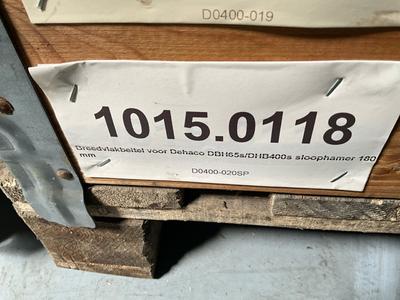 D0400-019
1015.0118
Breedvlakbeitel voor Dehaco DBH65s/DHB400s sloophamer 180
mm
D0400-020SP